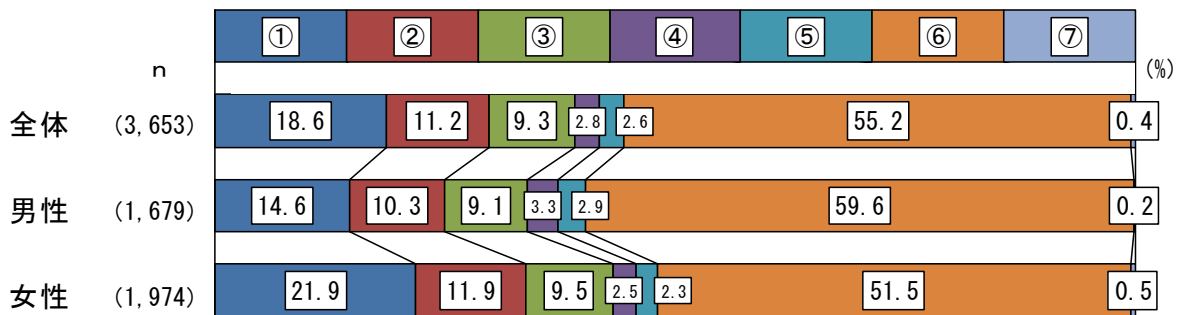 ① ② ③ ④ ⑤ ⑥ ⑦
n (%)
全体 (3,653) 18.6 11.2 9.3 2.8 2.6 55.2 0.4
男性 (1,679) 14.6 10.3 9.1 3.3 2.9 59.6 0.2
女性 (1,974) 21.9 11.9 9.5 2.5 2.3 51.5 0.5